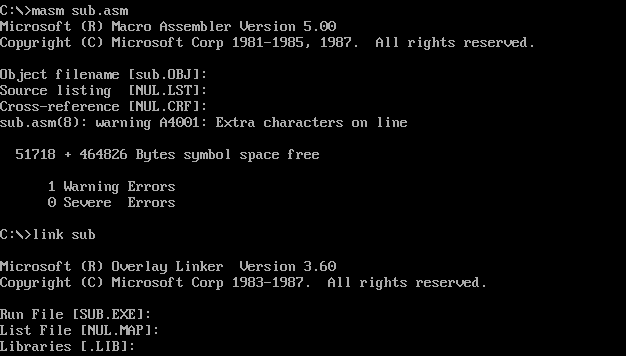 C:\>masm sub.asm
Microsoft (R) Macro Assembler Version 5.00
Copyright (C) Microsoft Corp 1981-1985, 1987.  All rights reserved.
Object filename [sub.OBJ]:
Source listing  [NUL.LST]:
Cross-reference [NUL.CRF]:
sub.asm(8): warning A4001: Extra characters on line
51718 + 464826 Bytes symbol space free
1 Warning Errors
0 Severe  Errors
C:\>link sub
Microsoft (R) Overlay Linker  Version 3.60
Copyright (C) Microsoft Corp 1983-1987.  All rights reserved.
Run File [SUB.EXE]:
List File [NUL.MAP]:
Libraries [.LIB]: